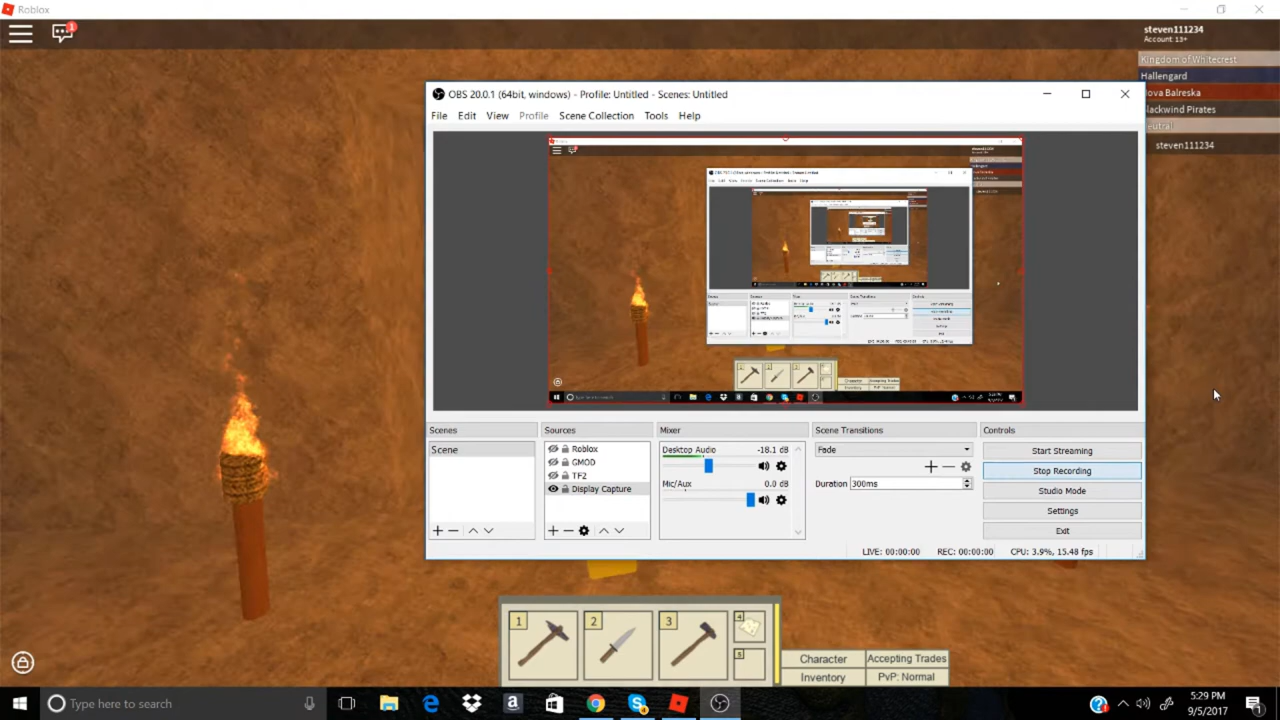 Roblox
1
steven111234
Account: 13+
Kingdom of Whitecrest
Hallengard
ova Balreska
lackwind Pirates
eutral
steven111234
OBS 20.0.1 (64bit, windows) - Profile: Untitled - Scenes: Untitled
File Edit View Profile Scene Collection Tools Help
Scenes Sources Mixer Scene Transitions Controls
Scene
Roblox
GMOD
TF2
Display Capture
Desktop Audio -18.1 dB
Mic/Aux 0.0 dB
Fade
Duration 300ms
Start Streaming
Stop Recording
Studio Mode
Settings
Exit
LIVE: 00:00:00 REC: 00:00:00 CPU: 3.9%, 15.48 fps
1 2 3 4
5
Character Accepting Trades
Inventory PvP: Normal
Type here to search
5:29 PM
9/5/2017
1